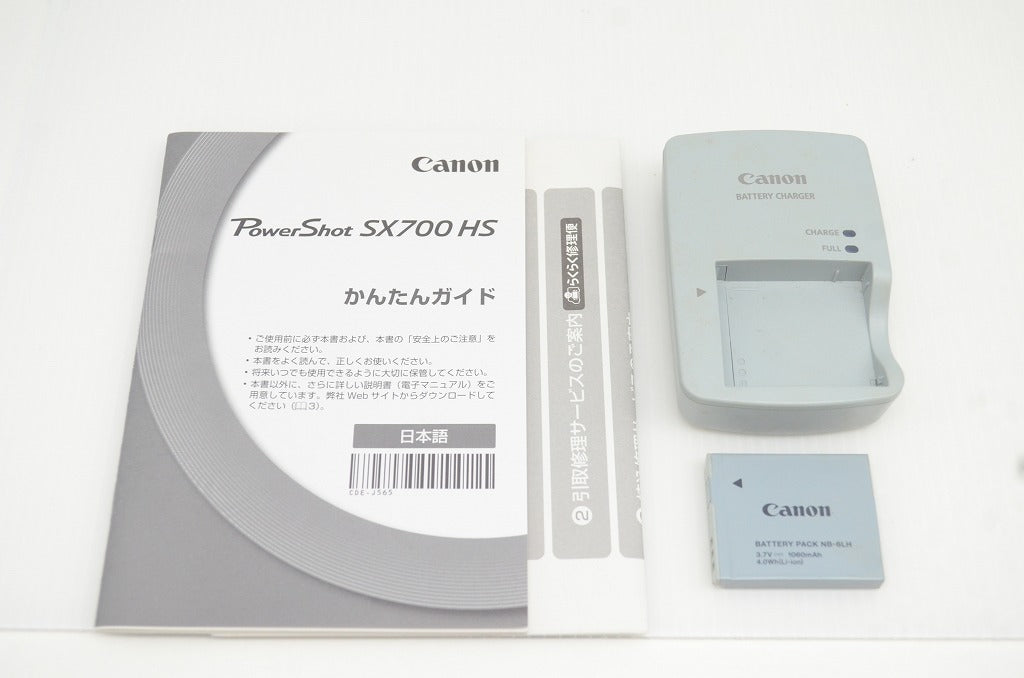 Canon
PowerShot SX700 HS
かんたんガイド
・ご使用前に必ず本書および、本書の「安全上のご注意」を
お読みください。
・本書をよく読んで、正しくお使いください。
・将来いつでも使用できるように大切に保管してください。
・本書以外に、さらに詳しい説明書（電子マニュアル）をご
用意しています。弊社 Web サイトからダウンロードして
ください（📖3）。
日本語
CDE-J565
② 引取修理サービスのご案内 らくらく修理便
Canon
BATTERY CHARGER
CHARGE
FULL
Canon
BATTERY PACK NB-6LH
3.7V 1060mAh
4.0Wh(Li-ion)